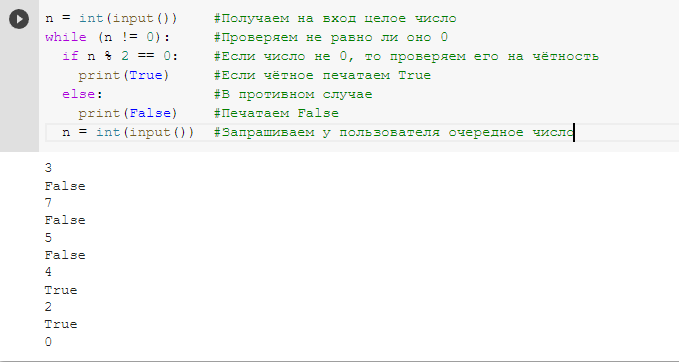 n = int(input())    #Получаем на вход целое число
while (n != 0):     #Проверяем не равно ли оно 0
  if n % 2 == 0:    #Если число не 0, то проверяем его на чётность
    print(True)     #Если чётное печатаем True
  else:             #В противном случае
    print(False)    #Печатаем False
  n = int(input())  #Запрашиваем у пользователя очередное число
3
False
7
False
5
False
4
True
2
True
0